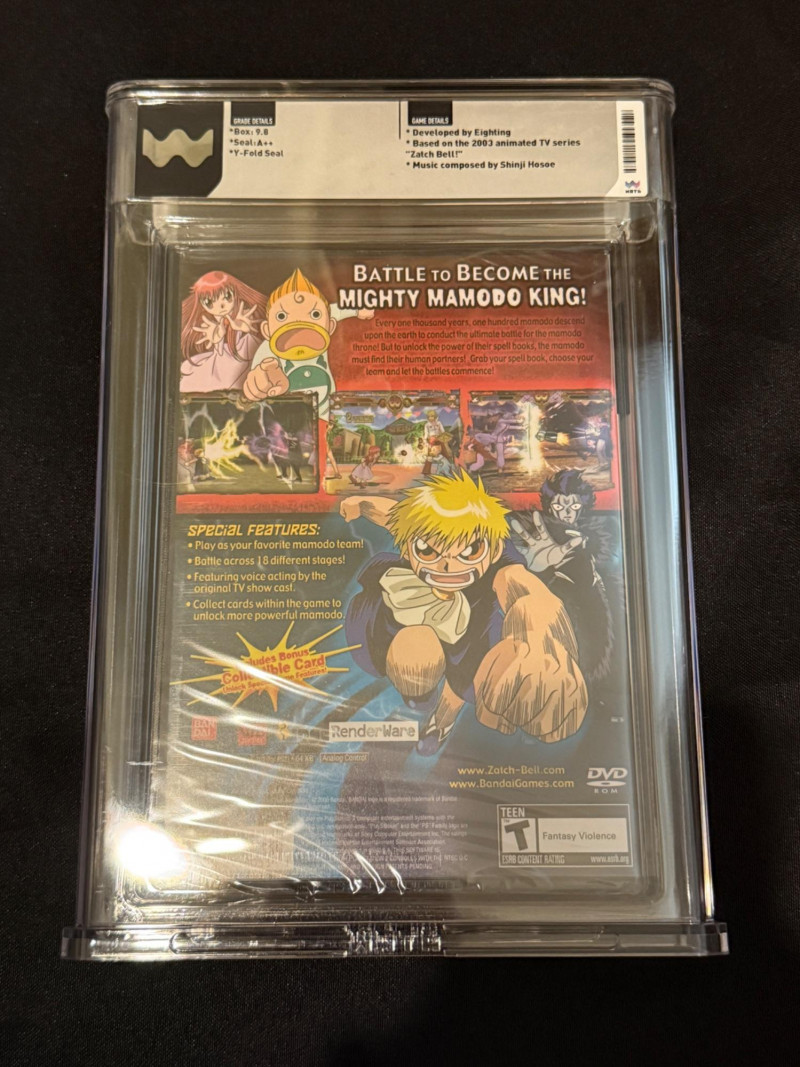 GRADE DETAILS
*Box: 9.8
*Seal: A++
*Y-Fold Seal
GAME DETAILS
* Developed by Eighting
* Based on the 2003 animated TV series
"Zatch Bell!"
* Music composed by Shinji Hosoe
WATA
BATTLE TO BECOME THE
MIGHTY MAMODO KING!
Every one thousand years, one hundred mamodo descend
upon the earth to conduct the ultimate battle for the mamodo
throne! But to unlock the power of their spell books, the mamodo
must find their human partners! Grab your spell book, choose your
team and let the battles commence!
SPECIAL FEATURES:
• Play as your favorite mamodo team!
• Battle across 18 different stages!
• Featuring voice acting by the
original TV show cast.
• Collect cards within the game to
unlock more powerful mamodo.
Bonus
Card
Features!
RenderWare
Analog Control
www.Zatch-Bell.com
www.BandaiGames.com
DVD
ROM
TEEN
T
Fantasy Violence
ESRB CONTENT RATING
www.esrb.org